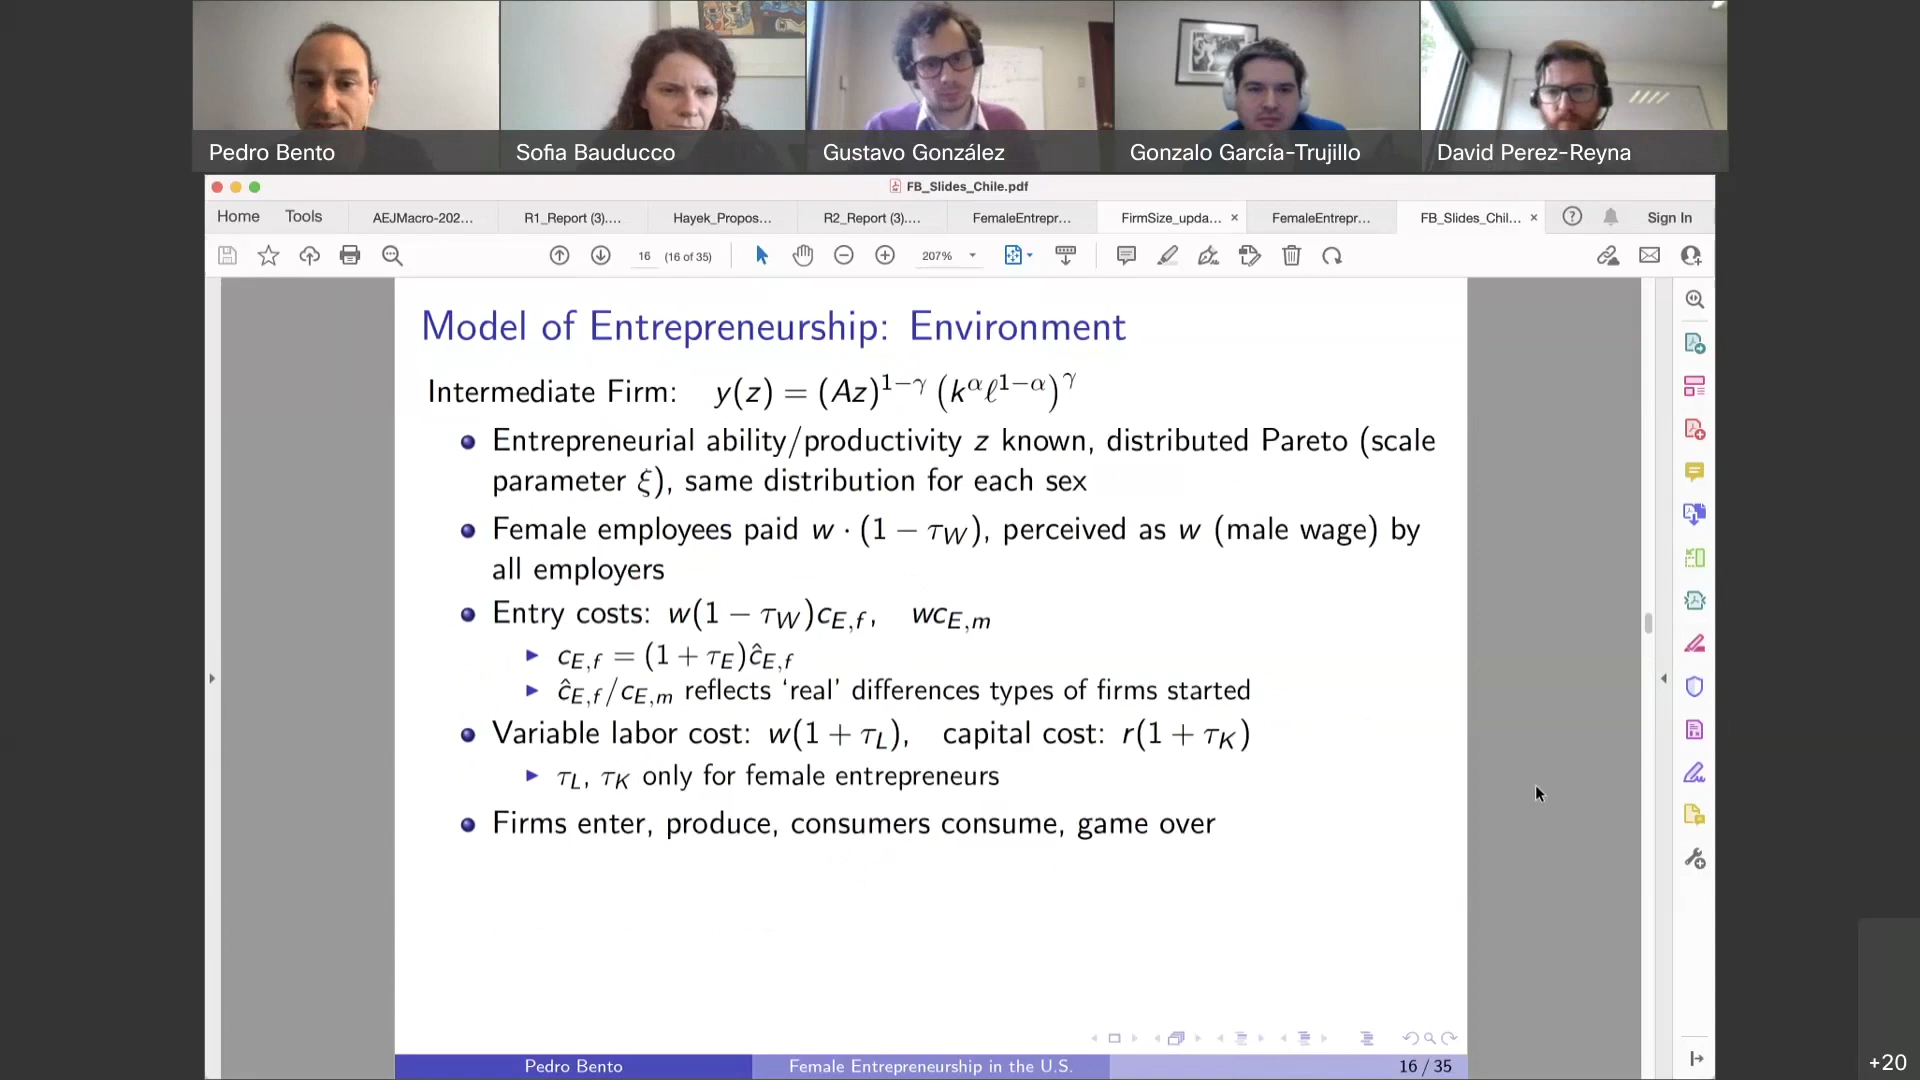 Pedro Bento
Sofia Bauducco
Gustavo González
Gonzalo García-Trujillo
David Perez-Reyna
FB_Slides_Chile.pdf
Home Tools AEJMacro-202... R1_Report (3).... Hayek_Propos... R2_Report (3).... FemaleEntrepr... FirmSize_upda... × FemaleEntrepr... FB_Slides_Chil... × Sign In
16 (16 of 35) 207%
Model of Entrepreneurship: Environment
Intermediate Firm: y(z) = (Az)^{1−γ} (k^α ℓ^{1−α})^γ
Entrepreneurial ability/productivity z known, distributed Pareto (scale
parameter ξ), same distribution for each sex
Female employees paid w · (1 − τ_W), perceived as w (male wage) by
all employers
Entry costs: w(1 − τ_W)c_{E,f}, wc_{E,m}
c_{E,f} = (1 + τ_E)ĉ_{E,f}
ĉ_{E,f}/c_{E,m} reflects ‘real’ differences types of firms started
Variable labor cost: w(1 + τ_L), capital cost: r(1 + τ_K)
τ_L, τ_K only for female entrepreneurs
Firms enter, produce, consumers consume, game over
Pedro Bento Female Entrepreneurship in the U.S. 16 / 35
+20